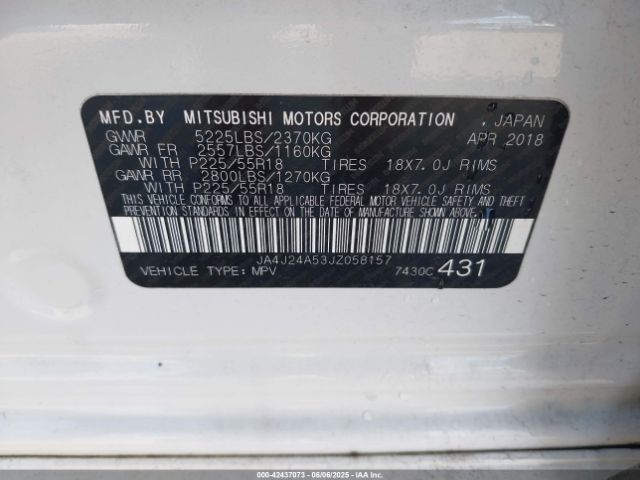 MFD.BY MITSUBISHI MOTORS CORPORATION , JAPAN
GVWR 5225LBS/2370KG APR 2018
GAWR FR 2557LBS/1160KG
WITH P225/55R18 TIRES 18X7.0J RIMS
GAWR RR 2800LBS/1270KG
WITH P225/55R18 TIRES 18X7.0J RIMS
THIS VEHICLE CONFORMS TO ALL APPLICABLE FEDERAL MOTOR VEHICLE SAFETY, BUMPER, AND THEFT
PREVENTION STANDARDS IN EFFECT ON THE DATE OF MANUFACTURE SHOWN ABOVE.
JA4J24A53JZ058157
VEHICLE TYPE: MPV 7430C 431
000-42437073 - 06/06/2025 - IAAI.COM